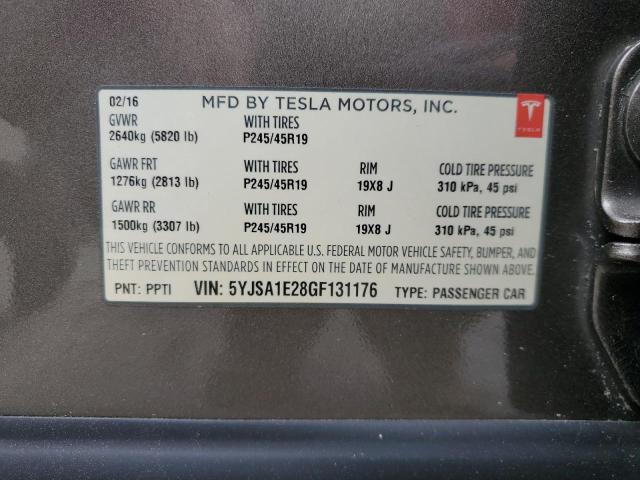 02/16 MFD BY TESLA MOTORS, INC.
TESLA
GVWR WITH TIRES
2640kg (5820 lb) P245/45R19
GAWR FRT WITH TIRES RIM COLD TIRE PRESSURE
1276kg (2813 lb) P245/45R19 19X8 J 310 kPa, 45 psi
GAWR RR WITH TIRES RIM COLD TIRE PRESSURE
1500kg (3307 lb) P245/45R19 19X8 J 310 kPa, 45 psi
THIS VEHICLE CONFORMS TO ALL APPLICABLE U.S. FEDERAL MOTOR VEHICLE SAFETY, BUMPER, AND
THEFT PREVENTION STANDARDS IN EFFECT ON THE DATE OF MANUFACTURE SHOWN ABOVE.
PNT: PPTI VIN: 5YJSA1E28GF131176 TYPE: PASSENGER CAR